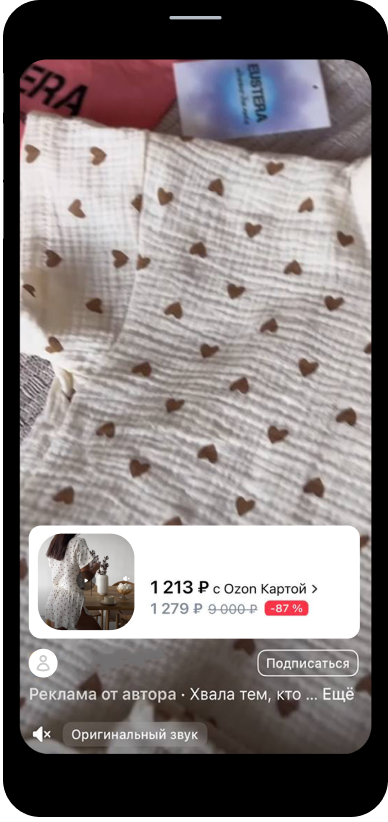 ERA
EUSTERA
1 213 ₽ с Ozon Картой >
1 279 ₽ 9 000 ₽ -87 %
Подписаться
Реклама от автора · Хвала тем, кто ... Ещё
Оригинальный звук